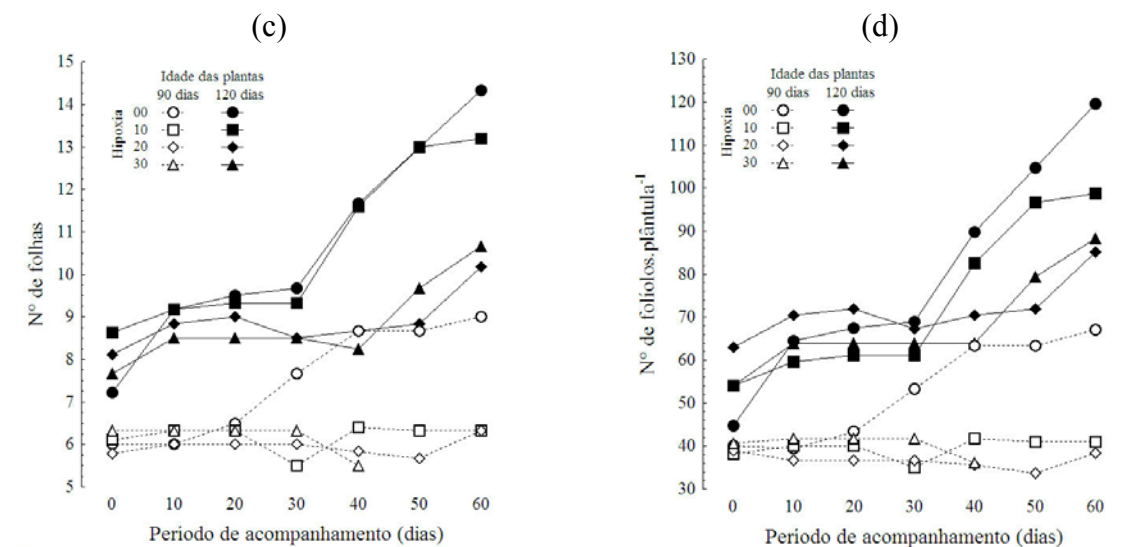 (c)
15
14
13
12
11
10
9
8
7
6
5
Nº de folhas
Idade das plantas
90 dias 120 dias
Hipoxia
00
10
20
30
0 10 20 30 40 50 60
Periodo de acompanhamento (dias)
(d)
130
120
110
100
90
80
70
60
50
40
30
Nº de folíolos.plântula-1
Idade das plantas
90 dias 120 dias
Hipoxia
00
10
20
30
0 10 20 30 40 50 60
Periodo de acompanhamento (dias)